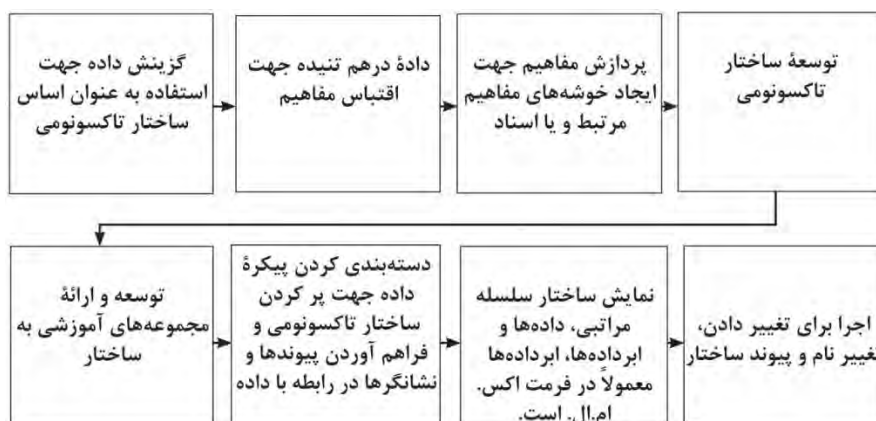 گزینش داده جهت
استفاده به عنوان اساس
ساختار تاکسونومی
دادهٔ درهم تنیده جهت
اقتباس مفاهیم
پردازش مفاهیم جهت
ایجاد خوشه‌های مفاهیم
مرتبط و یا اسناد
توسعهٔ ساختار
تاکسونومی
توسعه و ارائهٔ
مجموعه‌های آموزشی به
ساختار
دسته‌بندی کردن پیکرهٔ
داده جهت پر کردن
ساختار تاکسونومی و
فراهم آوردن پیوندها و
نشانگرها در رابطه با داده
نمایش ساختار سلسله
مراتبی، داده‌ها و
ابرداده‌ها، ابرداده‌ها
معمولاً در فرمت اکس.
ام.ال. است.
اجرا برای تغییر دادن،
تغییر نام و پیوند ساختار